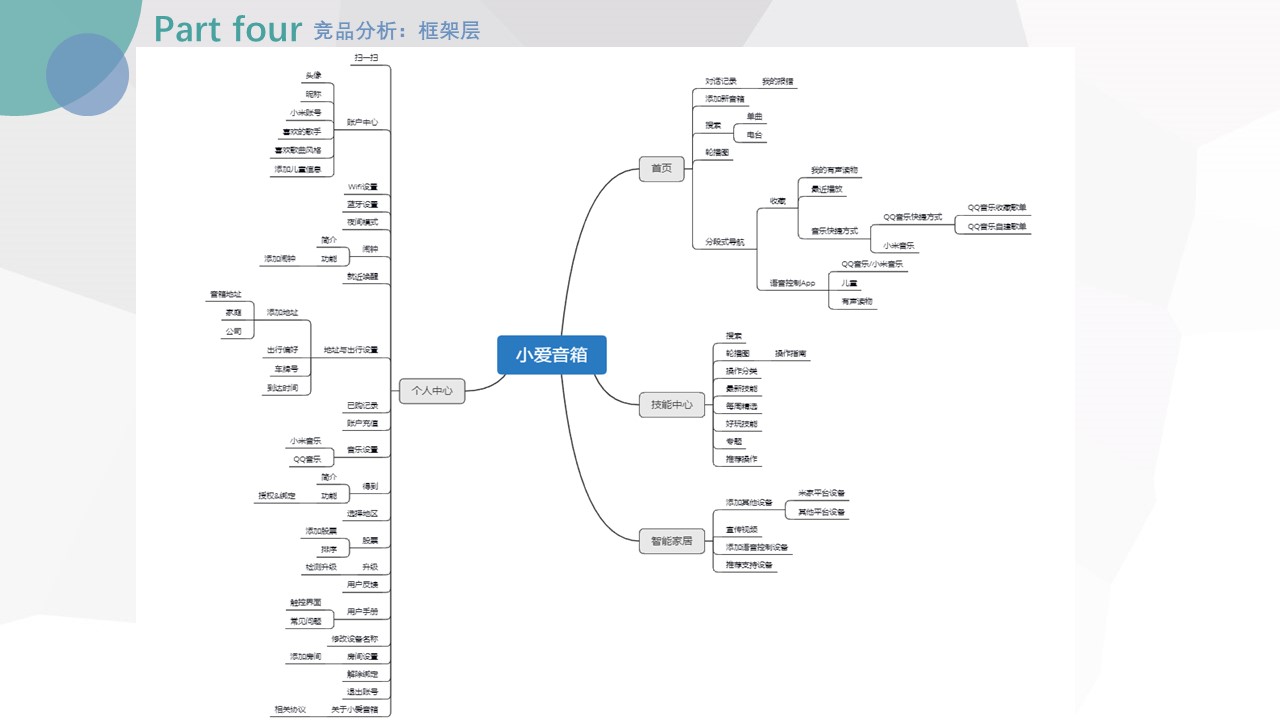 Part four 竞品分析：框架层
小爱音箱
首页
对话记录
我的报错
添加新音箱
搜索
单曲
电台
轮播图
分段式导航
收藏
我的有声读物
最近播放
音乐快捷方式
QQ音乐快捷方式
QQ音乐收藏歌单
QQ音乐自建歌单
小米音乐
语音控制App
QQ音乐/小米音乐
儿童
有声读物
技能中心
搜索
轮播图
操作指南
操作分类
最新技能
每周精选
好玩技能
专题
推荐操作
智能家居
添加其他设备
米家平台设备
其他平台设备
宣传视频
添加语音控制设备
推荐支持设备
个人中心
扫一扫
账户中心
头像
昵称
小米账号
喜欢的歌手
喜欢歌曲风格
添加儿童信息
Wifi设置
蓝牙设置
夜间模式
闹钟
简介
功能
添加闹钟
就近唤醒
地址与出行设置
添加地址
音箱地址
家庭
公司
出行偏好
车牌号
到达时间
已购记录
账户充值
音乐设置
小米音乐
QQ音乐
得到
简介
功能
授权&绑定
选择地区
股票
添加股票
排序
升级
检测升级
用户反馈
用户手册
触控界面
常见问题
修改设备名称
房间设置
添加房间
解除绑定
退出账号
关于小爱音箱
相关协议